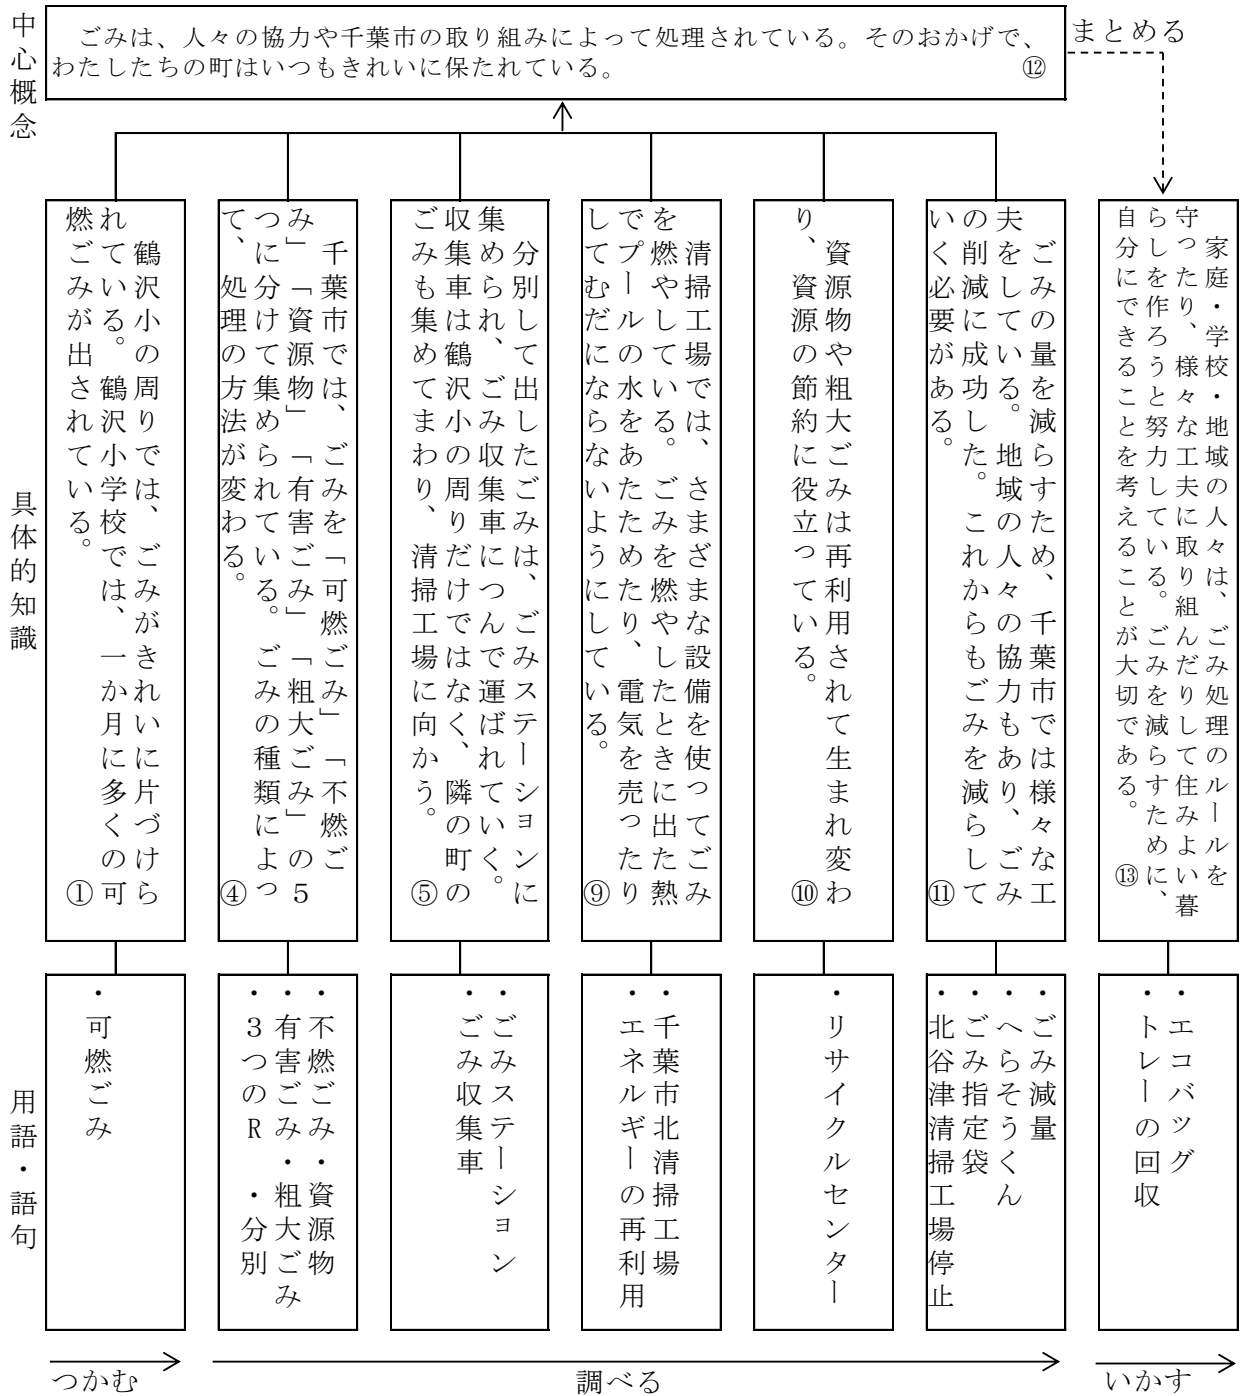 中心概念
ごみは、人々の協力や千葉市の取り組みによって処理されている。そのおかげで、
わたしたちの町はいつもきれいに保たれている。 ⑫
まとめる
具体的知識
鶴沢小の周りでは、ごみがきれいに片づけら
れている。鶴沢小学校では、一か月に多くの可
燃ごみが出されている。 ①
千葉市では、ごみを「可燃ごみ」「不燃ご
み」「資源物」「有害ごみ」「粗大ごみ」の5
つに分けて集められている。ごみの種類によっ
て、処理の方法が変わる。 ④
分別して出したごみは、ごみステーションに
集められ、ごみ収集車につんで運ばれていく。
収集車は鶴沢小の周りだけではなく、隣の町の
ごみも集めてまわり、清掃工場に向かう。 ⑤
清掃工場では、さまざまな設備を使ってごみ
を燃やしている。ごみを燃やしたときに出た熱
でプールの水をあたためたり、電気を売ったり
してむだにならないようにしている。 ⑨
資源物や粗大ごみは再利用されて生まれ変わ
り、資源の節約に役立っている。 ⑩
ごみの量を減らすため、千葉市では様々な工
夫をしている。地域の人々の協力もあり、ごみ
の削減に成功した。これからもごみを減らして
いく必要がある。 ⑪
家庭・学校・地域の人々は、ごみ処理のルールを
守ったり、様々な工夫に取り組んだりして住みよい暮
らしを作ろうと努力している。ごみを減らすために、
自分にできることを考えることが大切である。 ⑬
用語・語句
・可燃ごみ
・不燃ごみ・資源物
・有害ごみ・粗大ごみ
・3つのR ・分別
・ごみステーション
・ごみ収集車
・千葉市北清掃工場
・エネルギーの再利用
・リサイクルセンター
・ごみ減量
・へらそうくん
・ごみ指定袋
・北谷津清掃工場停止
・エコバッグ
・トレーの回収
つかむ
調べる
いかす